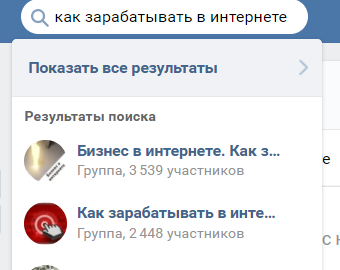 как зарабатывать в интернете
Показать все результаты
Результаты поиска
Бизнес в интернете. Как з...
Группа, 3 539 участников
Как зарабатывать в инте...
Группа, 2 448 участников